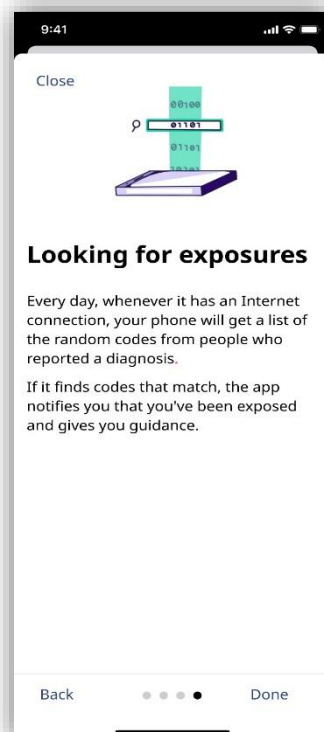 9:41
Close
00100
01101
01101
10101
Looking for exposures
Every day, whenever it has an Internet
connection, your phone will get a list of
the random codes from people who
reported a diagnosis.
If it finds codes that match, the app
notifies you that you've been exposed
and gives you guidance.
Back
Done